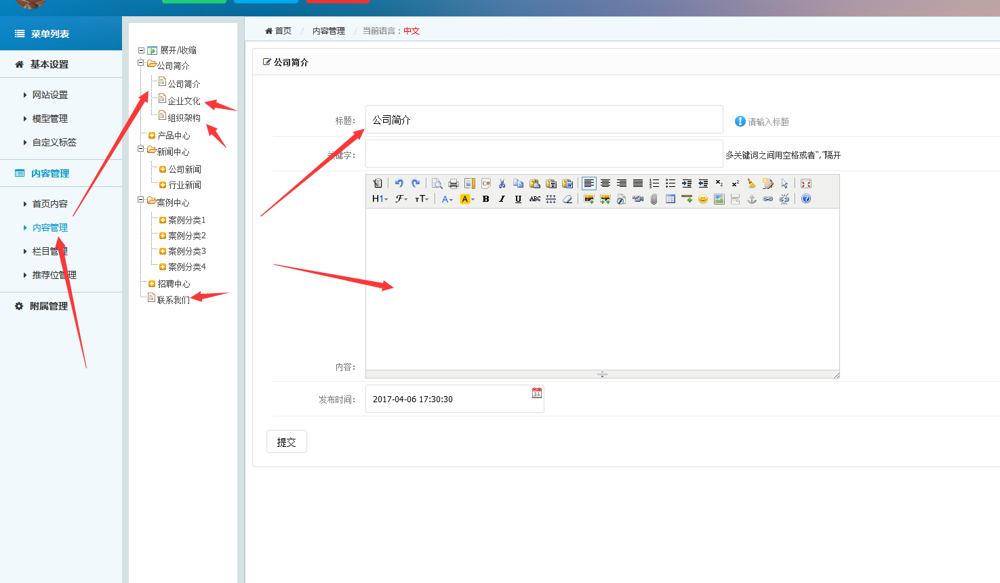 菜单列表
基本设置
网站设置
模型管理
自定义标签
内容管理
首页内容
内容管理
栏目管理
推荐位管理
附属管理
展开/收缩
公司简介
公司简介
企业文化
组织架构
产品中心
新闻中心
公司新闻
行业新闻
案例中心
案例分类1
案例分类2
案例分类3
案例分类4
招聘中心
联系我们
首页 / 内容管理 / 当前语言：中文
公司简介
标题： 公司简介 请输入标题
关键字： 多关键词之间用空格或者“,”隔开
H1 F тT A A B I U ABC
内容：
发布时间： 2017-04-06 17:30:30
提交